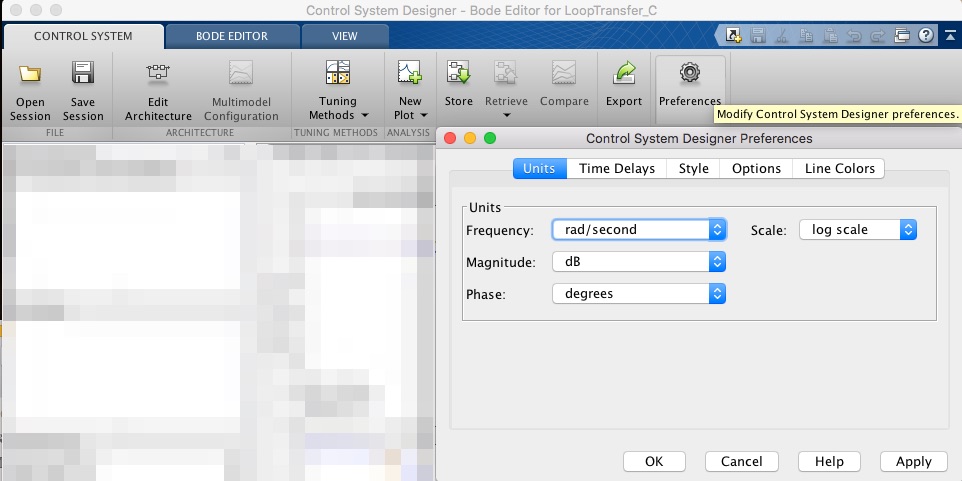 Control System Designer - Bode Editor for LoopTransfer_C
CONTROL SYSTEM BODE EDITOR VIEW
Open Session
Save Session
Edit Architecture
Multimodel Configuration
Tuning Methods
New Plot
Store
Retrieve
Compare
Export
Preferences
FILE ARCHITECTURE TUNING METHODS ANALYSIS
Modify Control System Designer preferences.
Control System Designer Preferences
Units Time Delays Style Options Line Colors
Units
Frequency: rad/second Scale: log scale
Magnitude: dB
Phase: degrees
OK Cancel Help Apply